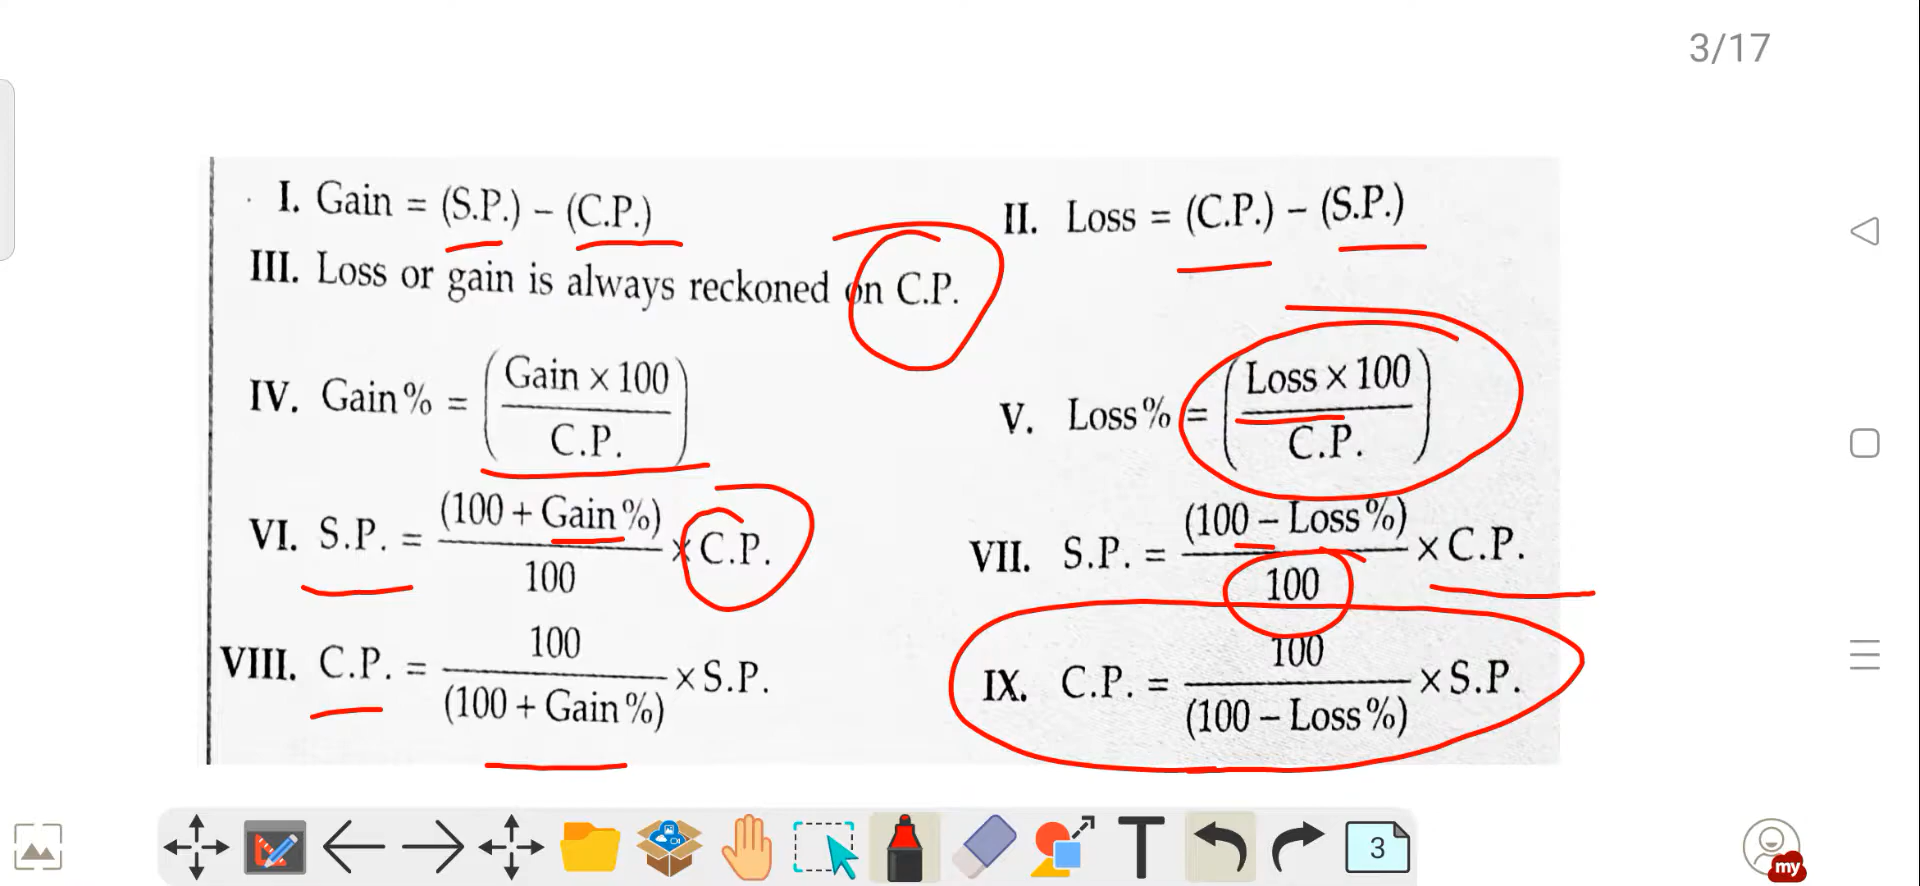 3/17
I. Gain = (S.P.) – (C.P.)
II. Loss = (C.P.) – (S.P.)
III. Loss or gain is always reckoned on C.P.
IV. Gain% = (Gain × 100 / C.P.)
V. Loss% = (Loss × 100 / C.P.)
VI. S.P. = (100 + Gain%) / 100 × C.P.
VII. S.P. = (100 – Loss%) / 100 × C.P.
VIII. C.P. = 100 / (100 + Gain%) × S.P.
IX. C.P. = 100 / (100 – Loss%) × S.P.
T
3
my